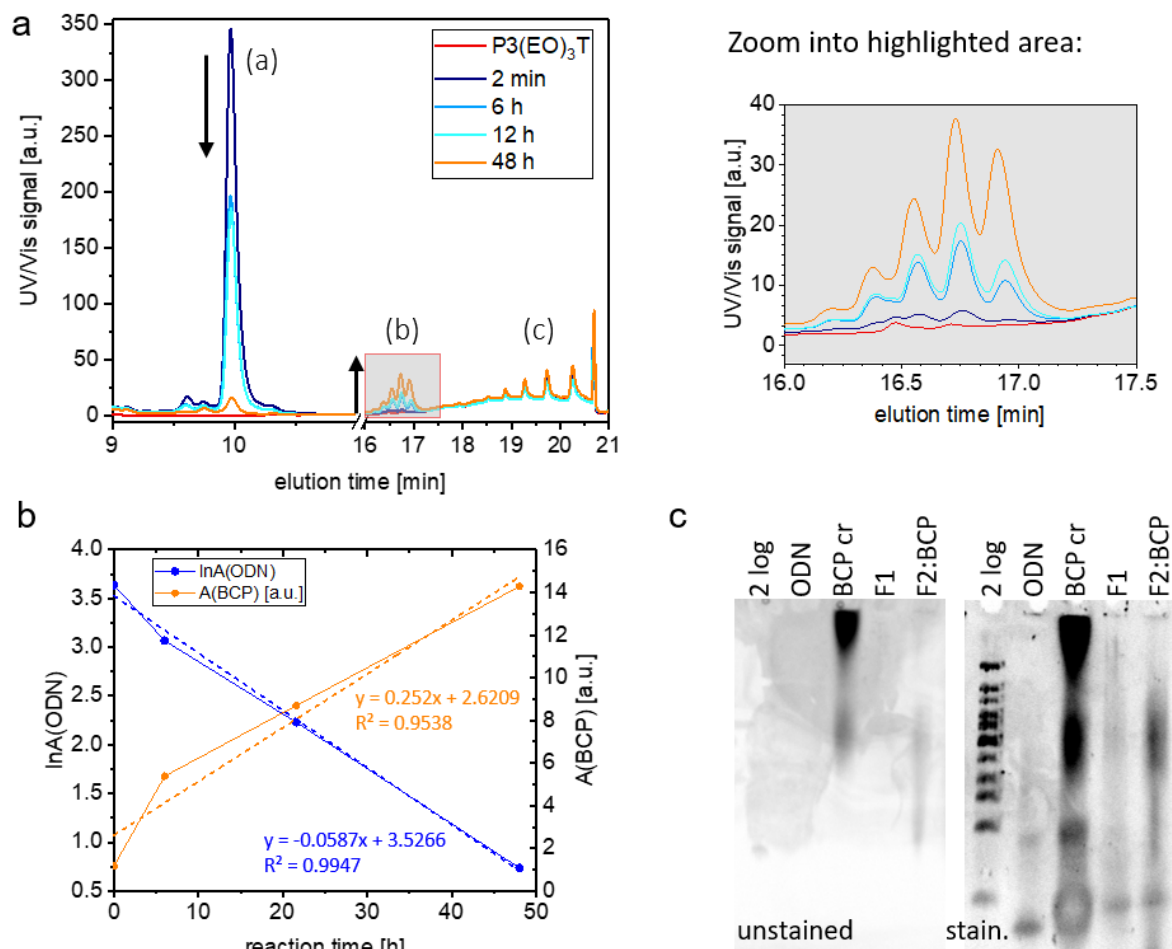 a
350
300
250
200
150
100
50
0
UV/Vis signal [a.u.]
(a)
(b)
(c)
P3(EO)₃T
2 min
6 h
12 h
48 h
9
10
16
17
18
19
20
21
elution time [min]
Zoom into highlighted area:
40
30
20
10
0
UV/Vis signal [a.u.]
16.0
16.5
17.0
17.5
elution time [min]
b
4.0
3.5
3.0
2.5
2.0
1.5
1.0
0.5
lnA(ODN)
lnA(ODN)
A(BCP) [a.u.]
y = 0.252x + 2.6209
R² = 0.9538
y = -0.0587x + 3.5266
R² = 0.9947
16
14
12
10
8
6
4
2
0
A(BCP) [a.u.]
0
10
20
30
40
50
reaction time [h]
c
2 log
ODN
BCP cr
F1
F2:BCP
unstained
2 log
ODN
BCP cr
F1
F2:BCP
stain.